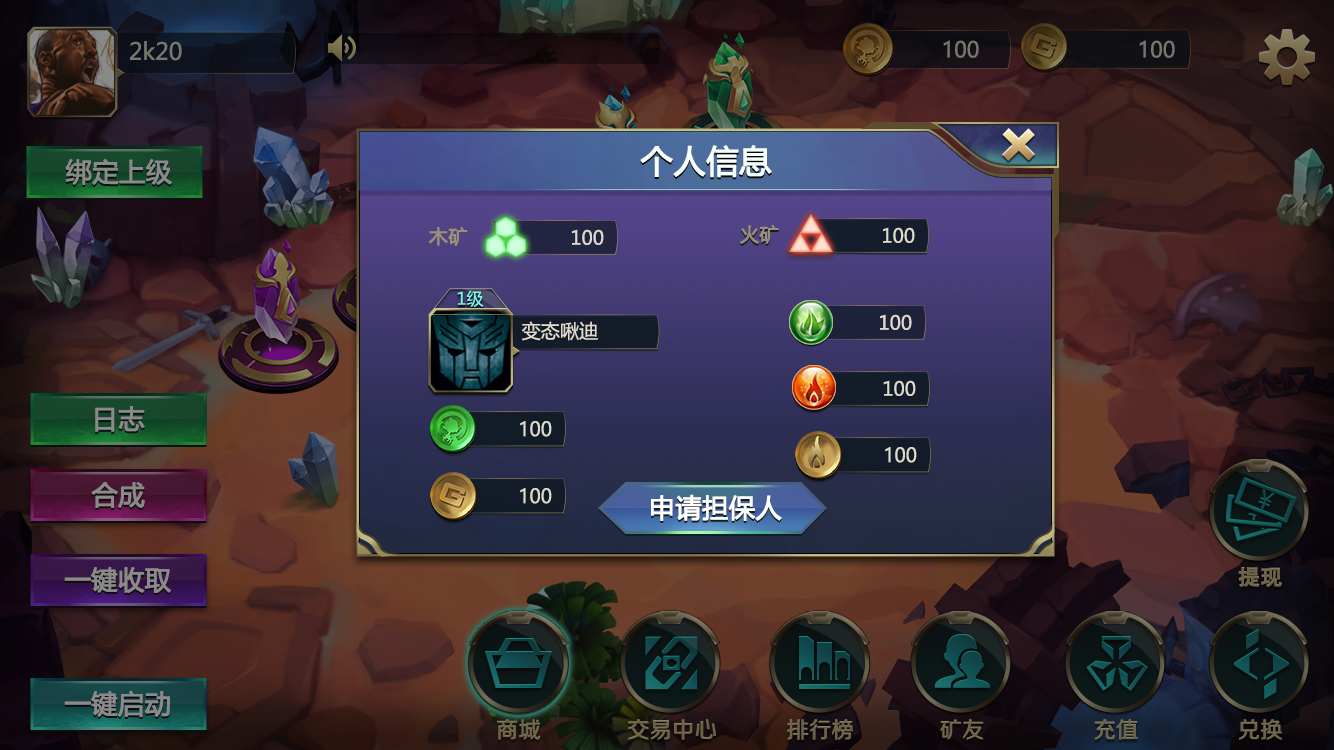 2k20
100
100
绑定上级
个人信息
木矿
100
火矿
100
1级
变态啾迪
100
100
日志
100
100
合成
100
申请担保人
一键收取
提现
一键启动
商城
交易中心
排行榜
矿友
充值
兑换